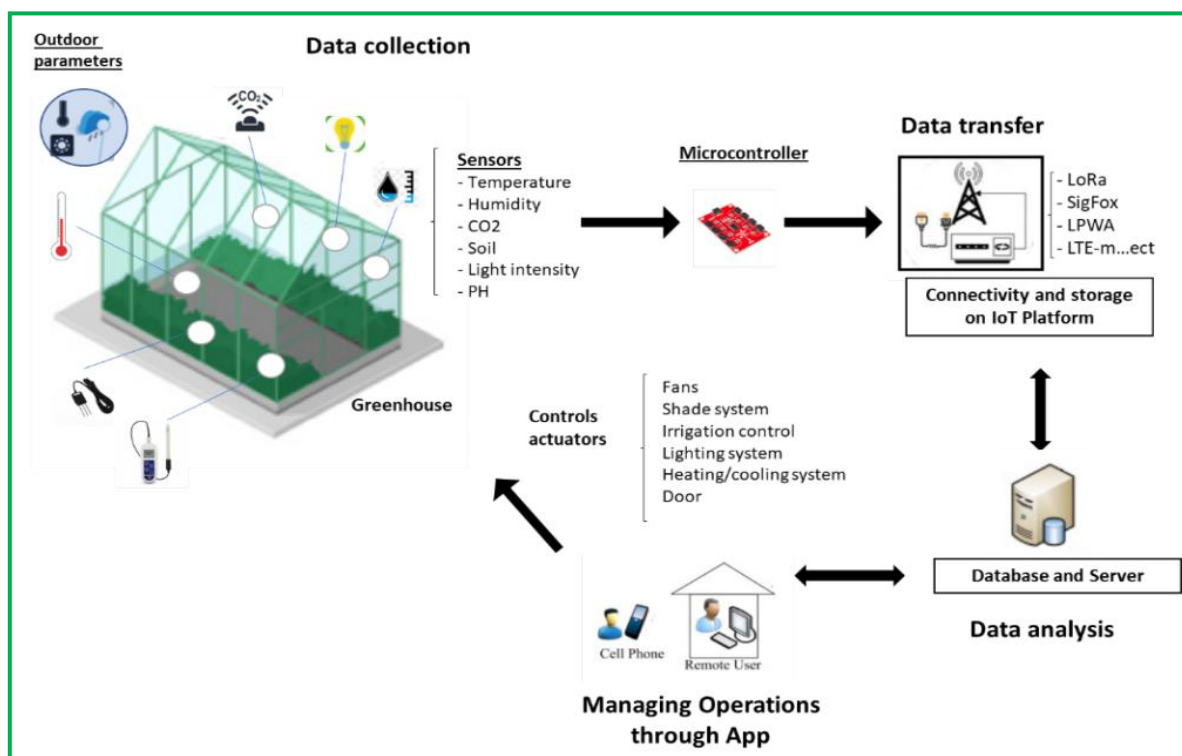 Outdoor
parameters
Data collection
CO2
Sensors
- Temperature
- Humidity
- CO2
- Soil
- Light intensity
- PH
Greenhouse
Microcontroller
Data transfer
- LoRa
- SigFox
- LPWA
- LTE-m...ect
Connectivity and storage
on IoT Platform
Controls
actuators
Fans
Shade system
Irrigation control
Lighting system
Heating/cooling system
Door
Database and Server
Data analysis
Cell Phone
Remote User
Managing Operations
through App